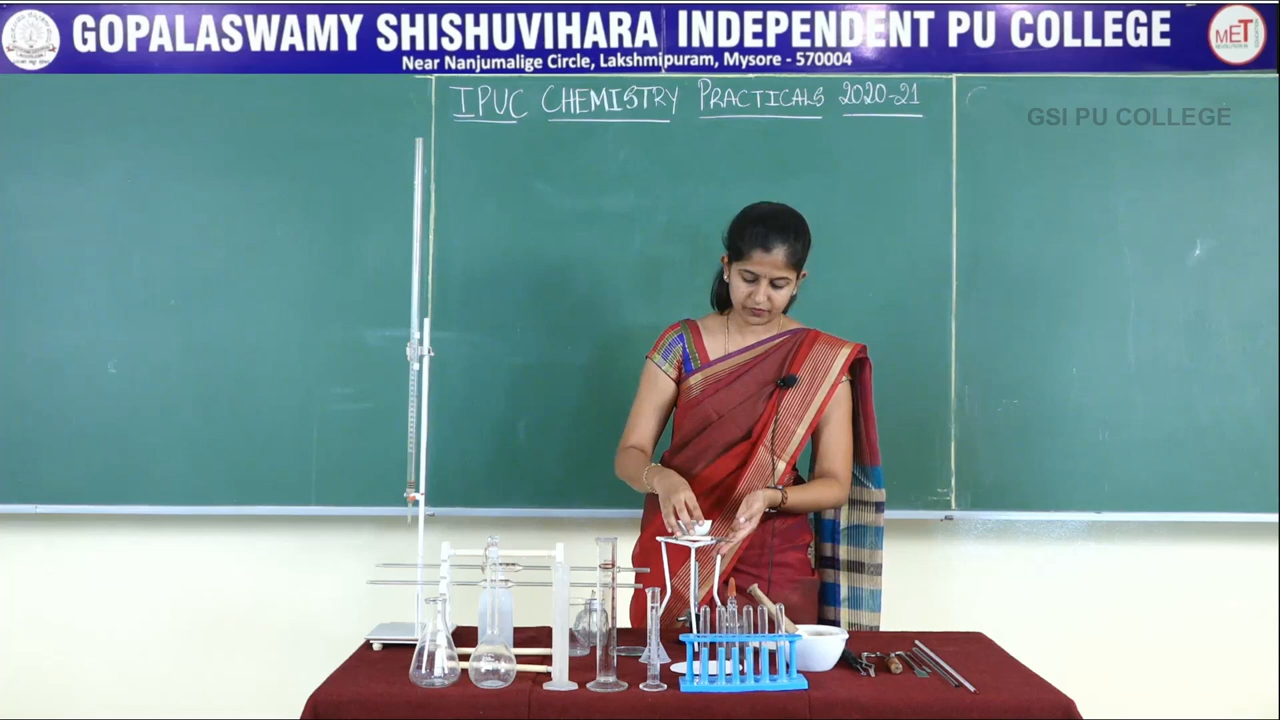 GOPALASWAMY SHISHUVIHARA INDEPENDENT PU COLLEGE
MET
Near Nanjumalige Circle, Lakshmipuram, Mysore - 570004
I PUC CHEMISTRY PRACTICALS 2020-21
GSI PU COLLEGE